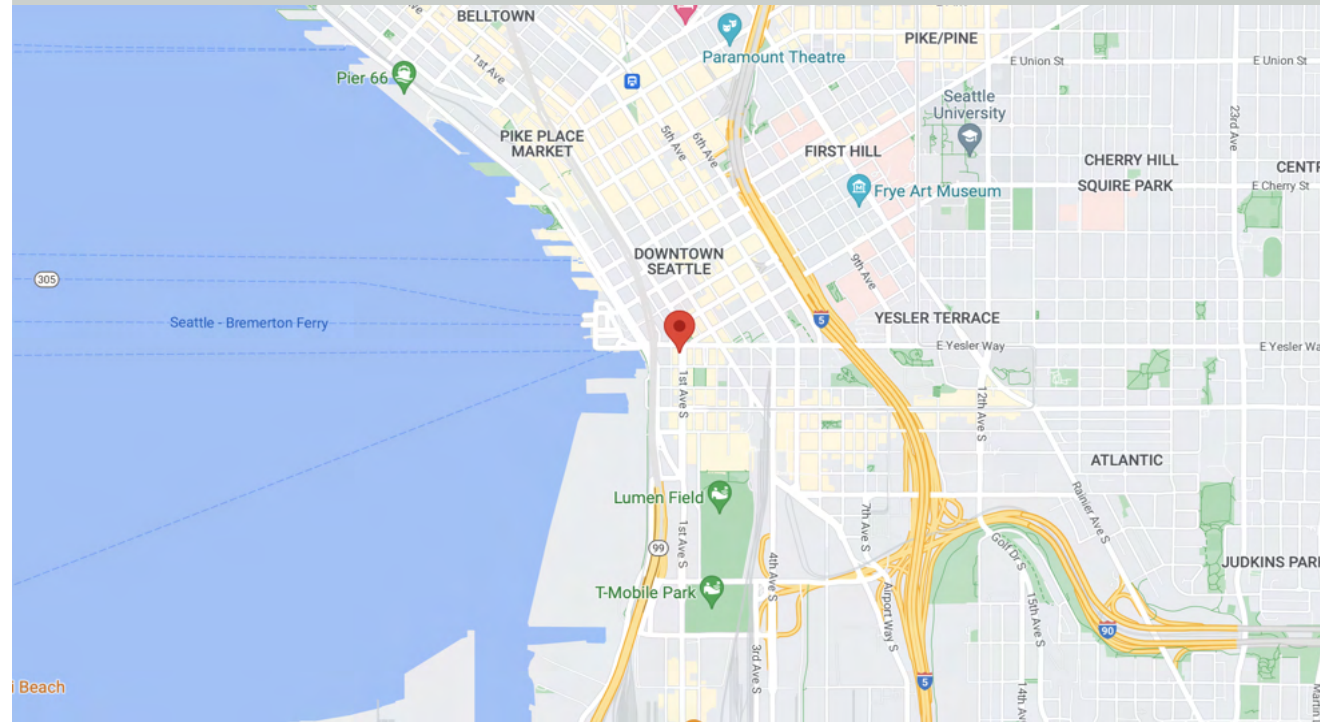 BELLTOWN
1st Ave
Pier 66
Paramount Theatre
PIKE/PINE
E Union St
E Union St
Seattle
University
23rd Ave
PIKE PLACE
MARKET
5th Ave
6th Ave
FIRST HILL
CHERRY HILL
SQUIRE PARK
CENTR
E Cherry St
Frye Art Museum
DOWNTOWN
SEATTLE
9th Ave
305
Seattle - Bremerton Ferry
5
YESLER TERRACE
E Yesler Way
E Yesler Wa
1st Ave S
12th Ave S
ATLANTIC
Lumen Field
Rainier Ave S
1st Ave S
7th Ave S
99
4th Ave S
Golf Dr S
JUDKINS PARI
T-Mobile Park
Airport Way S
15th Ave S
90
3rd Ave S
5
14th Av
Martin
i Beach